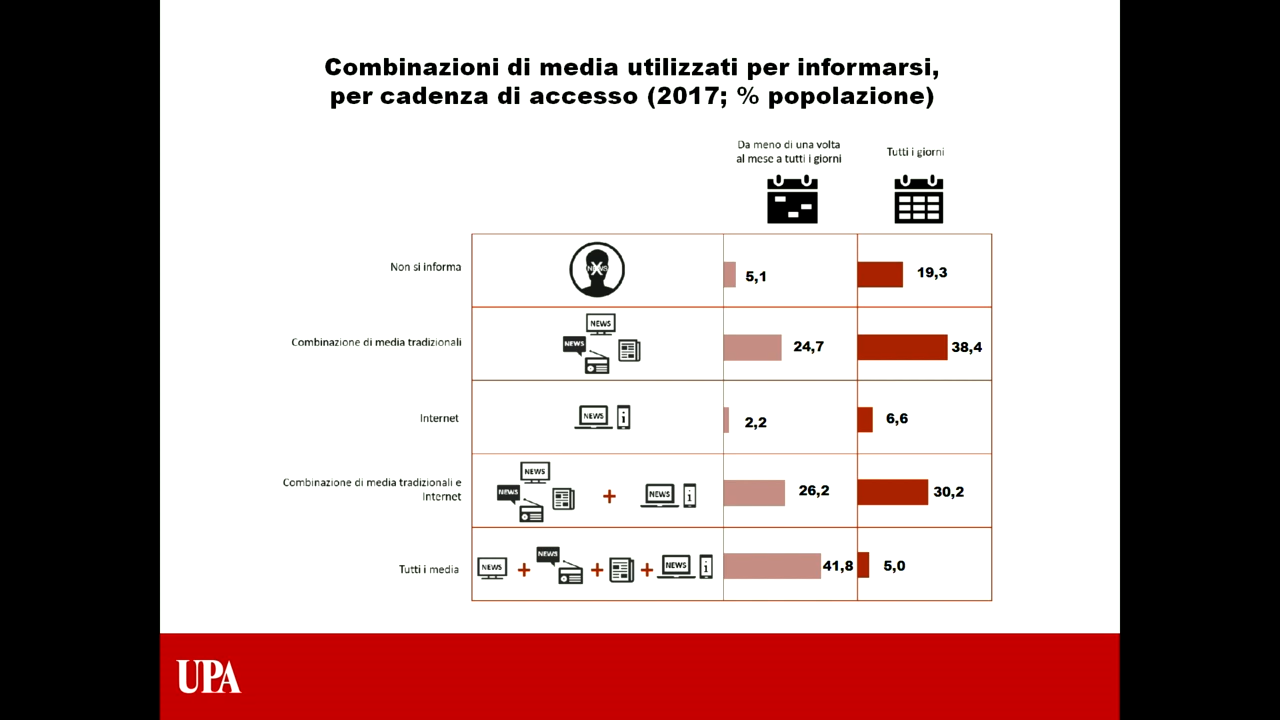 Combinazioni di media utilizzati per informarsi,
per cadenza di accesso (2017; % popolazione)
Da meno di una volta
al mese a tutti i giorni
Tutti i giorni
Non si informa
NEWS
X
5,1
19,3
Combinazione di media tradizionali
NEWS
NEWS
24,7
38,4
Internet
NEWS
i
2,2
6,6
Combinazione di media tradizionali e
Internet
NEWS
NEWS
+
NEWS
i
26,2
30,2
Tutti i media
NEWS
+
NEWS
+
+
NEWS
i
41,8
5,0
UPA